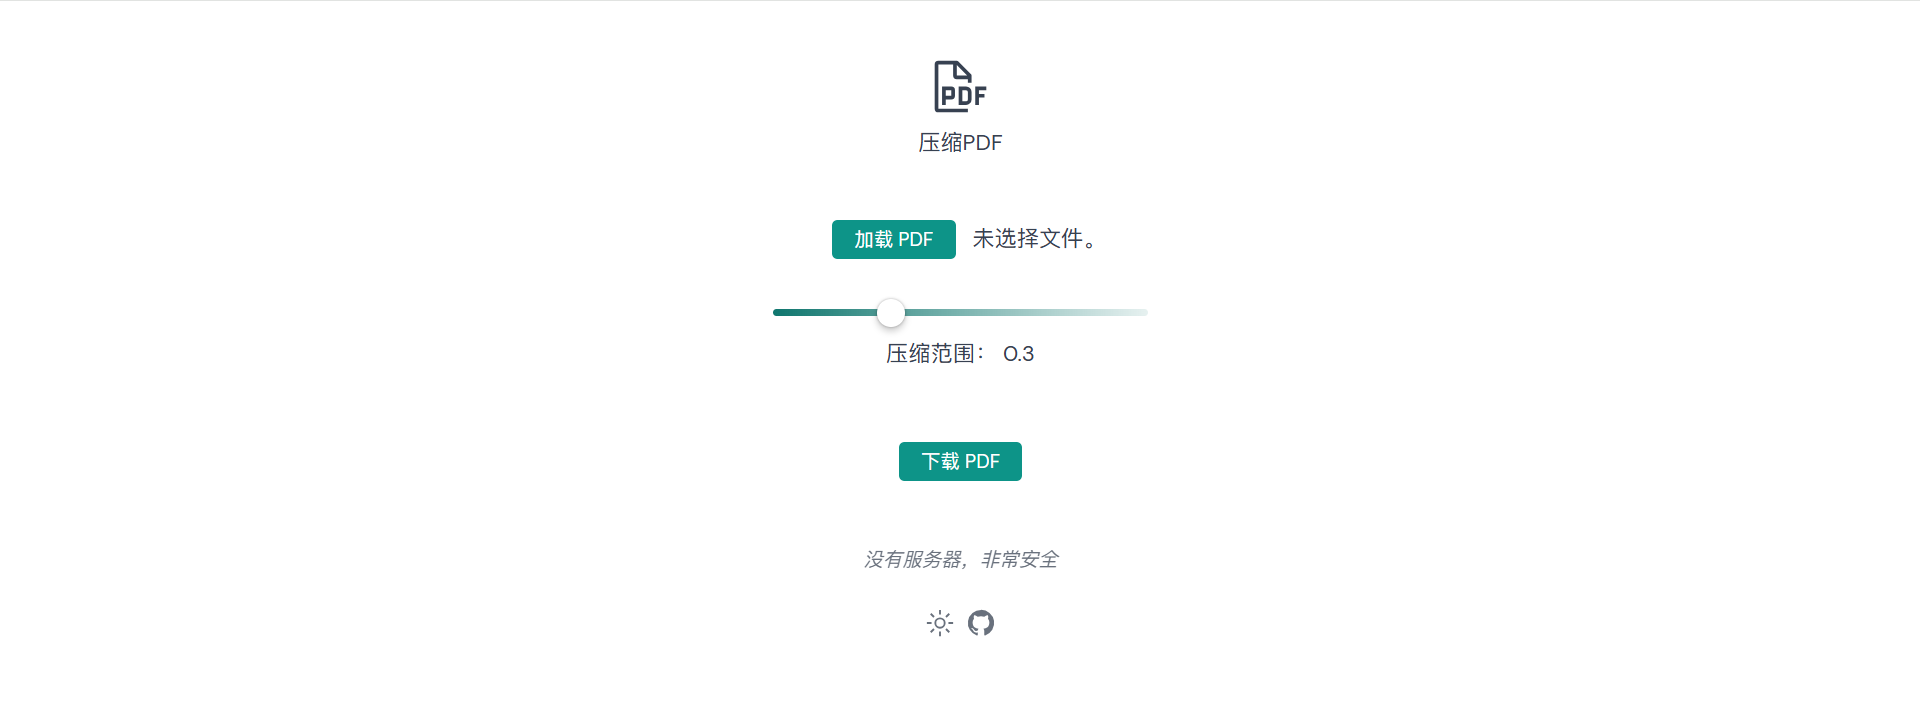 PDF
压缩PDF
加载 PDF 未选择文件。
压缩范围： 0.3
下载 PDF
没有服务器，非常安全